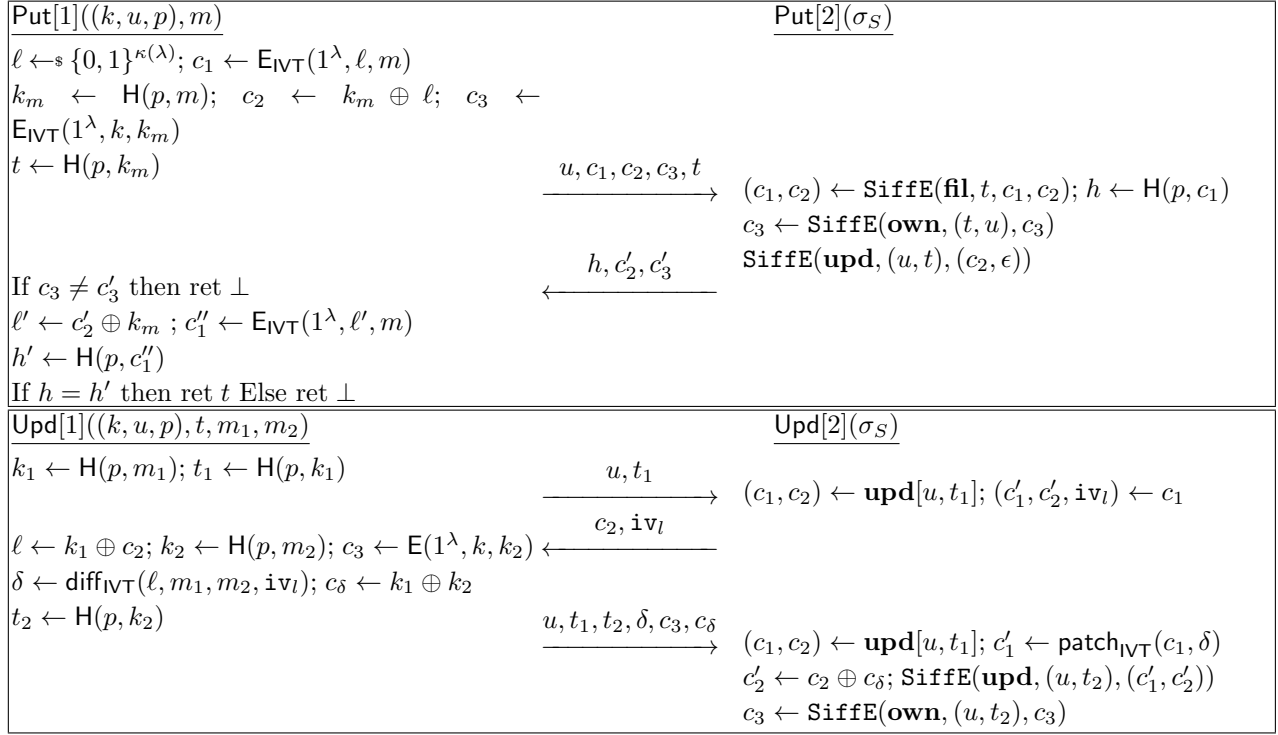 Put[1]((k, u, p), m)
Put[2](σ_S)
ℓ ←$ {0, 1}^{κ(λ)}; c_1 ← E_IVT(1^λ, ℓ, m)
k_m ← H(p, m); c_2 ← k_m ⊕ ℓ; c_3 ←
E_IVT(1^λ, k, k_m)
t ← H(p, k_m)
u, c_1, c_2, c_3, t
(c_1, c_2) ← SiffE(fil, t, c_1, c_2); h ← H(p, c_1)
c_3 ← SiffE(own, (t, u), c_3)
h, c′_2, c′_3
SiffE(upd, (u, t), (c_2, ϵ))
If c_3 ≠ c′_3 then ret ⊥
ℓ′ ← c′_2 ⊕ k_m ; c″_1 ← E_IVT(1^λ, ℓ′, m)
h′ ← H(p, c″_1)
If h = h′ then ret t Else ret ⊥
Upd[1]((k, u, p), t, m_1, m_2)
Upd[2](σ_S)
k_1 ← H(p, m_1); t_1 ← H(p, k_1)
u, t_1
(c_1, c_2) ← upd[u, t_1]; (c′_1, c′_2, iv_l) ← c_1
c_2, iv_l
ℓ ← k_1 ⊕ c_2; k_2 ← H(p, m_2); c_3 ← E(1^λ, k, k_2)
δ ← diff_IVT(ℓ, m_1, m_2, iv_l); c_δ ← k_1 ⊕ k_2
t_2 ← H(p, k_2)
u, t_1, t_2, δ, c_3, c_δ
(c_1, c_2) ← upd[u, t_1]; c′_1 ← patch_IVT(c_1, δ)
c′_2 ← c_2 ⊕ c_δ; SiffE(upd, (u, t_2), (c′_1, c′_2))
c_3 ← SiffE(own, (u, t_2), c_3)